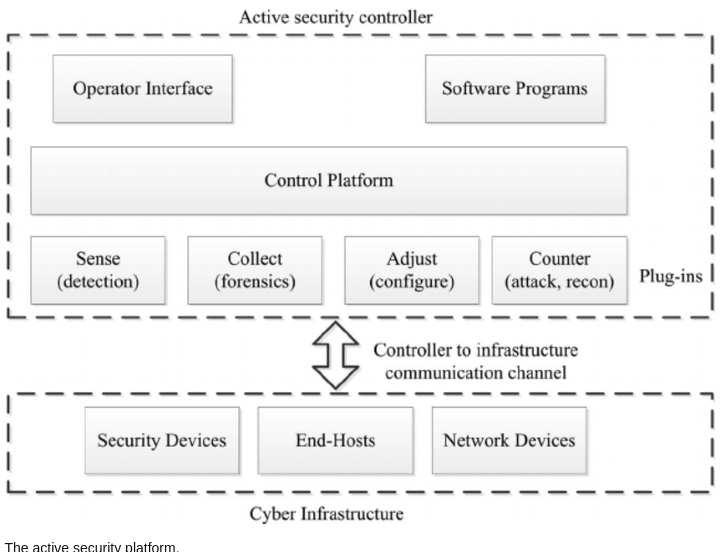 Active security controller
Operator Interface
Software Programs
Control Platform
Sense
(detection)
Collect
(forensics)
Adjust
(configure)
Counter
(attack, recon)
Plug-ins
Controller to infrastructure
communication channel
Security Devices
End-Hosts
Network Devices
Cyber Infrastructure
The active security platform.